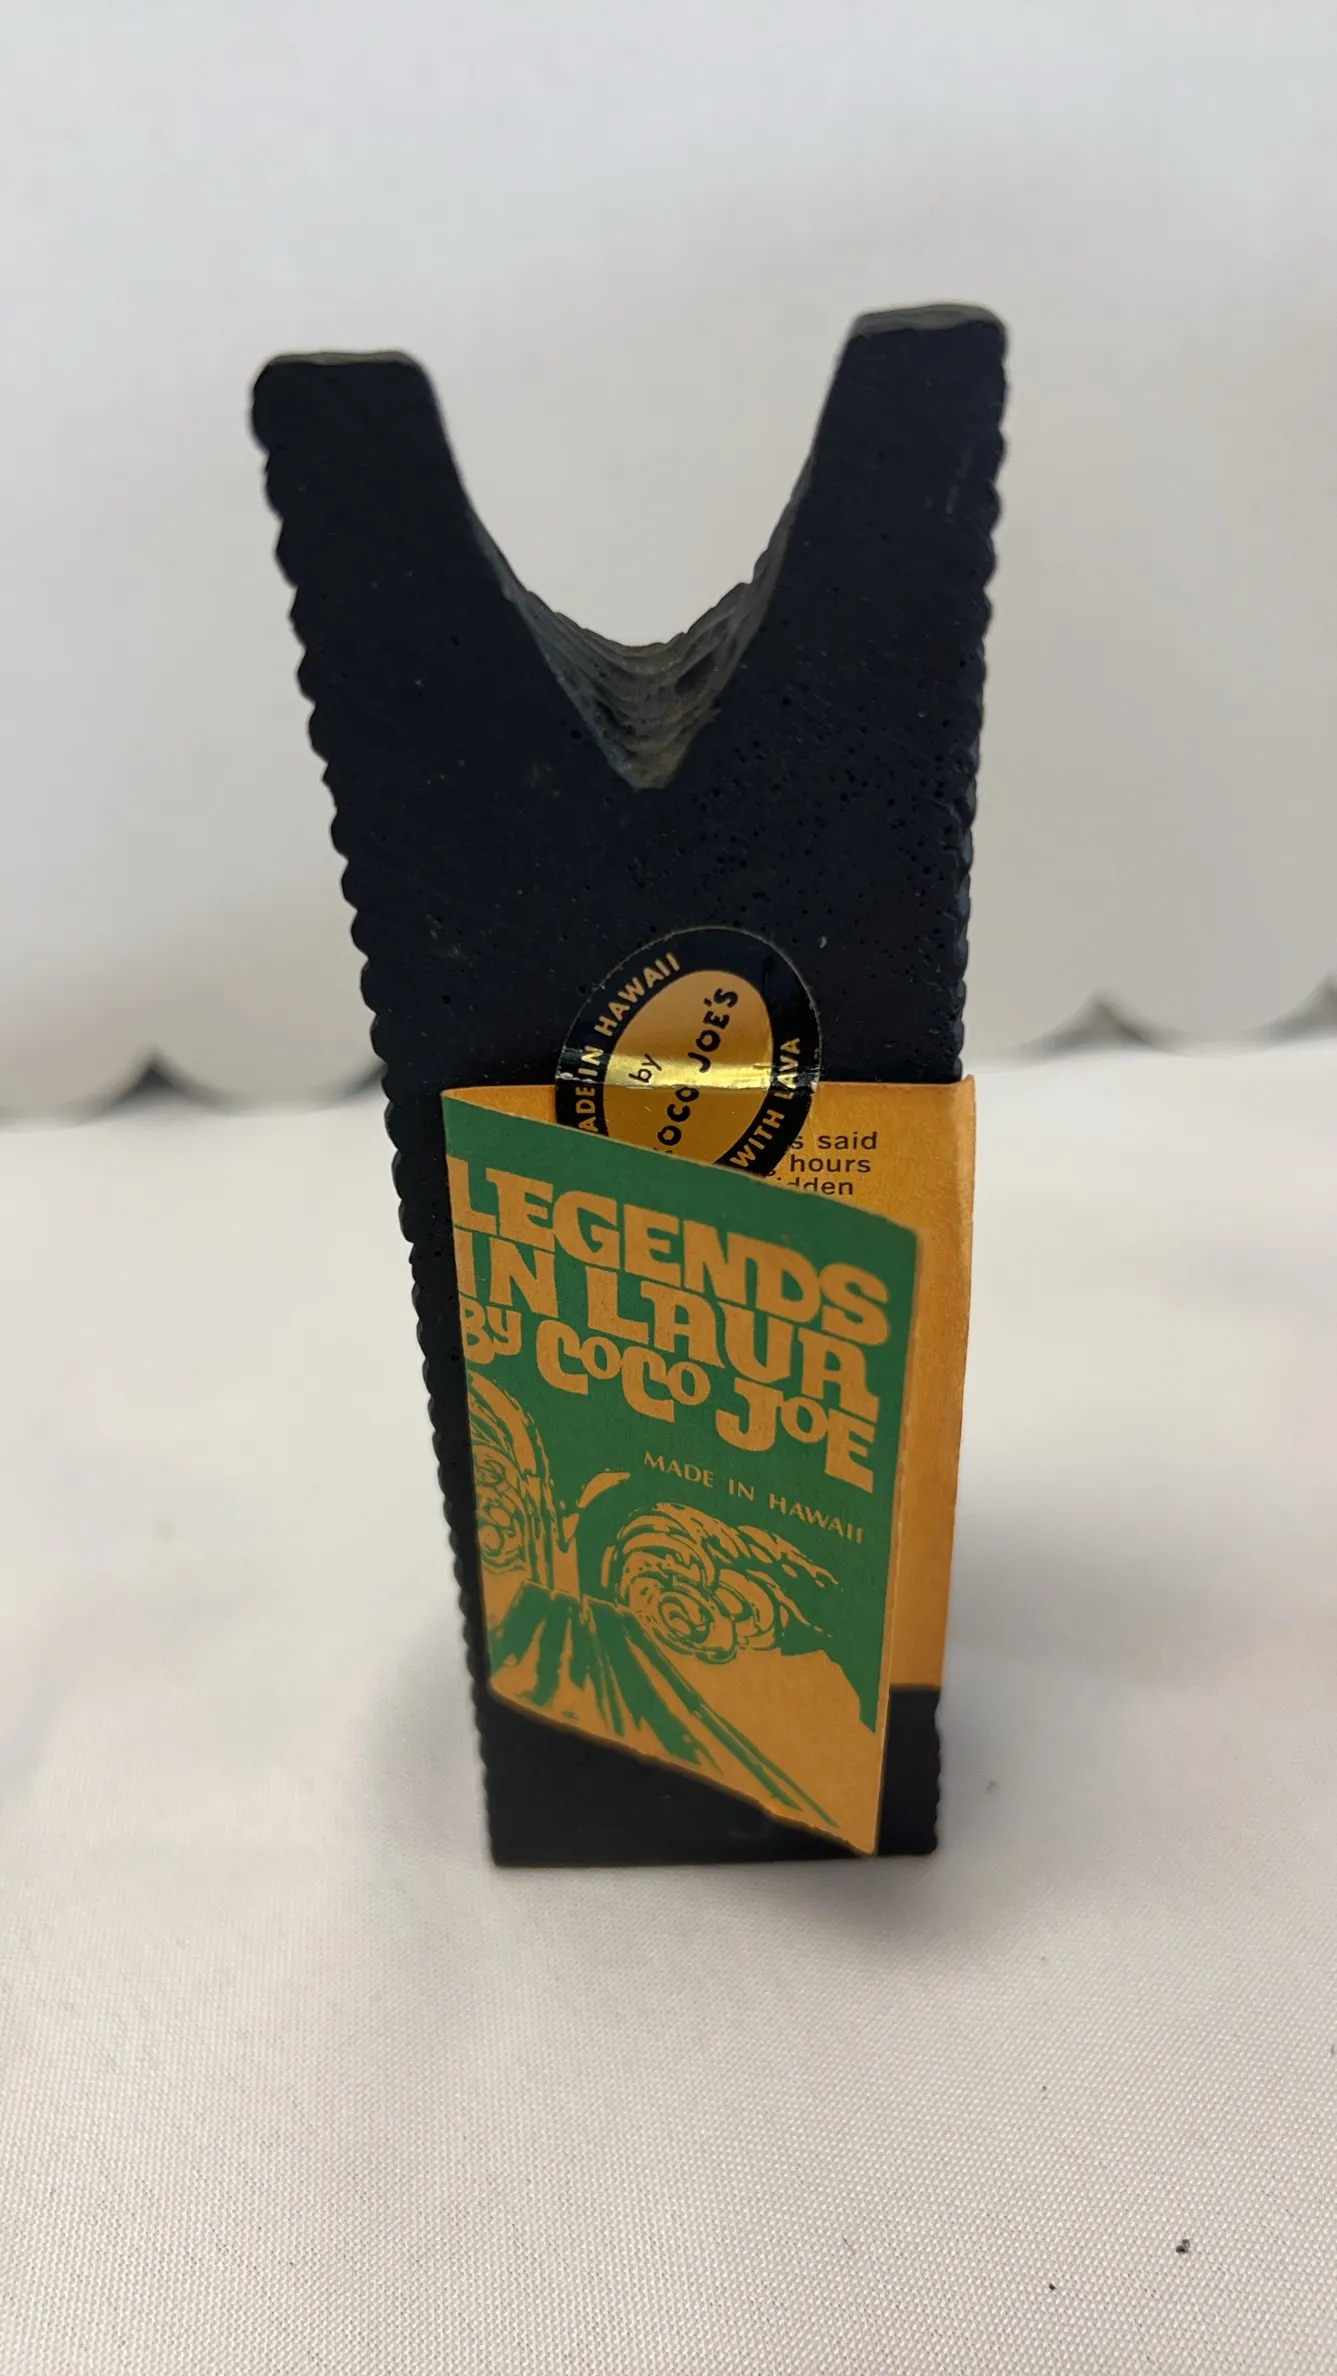 MADE IN HAWAII
by
COCO JOE'S
WITH LAVA
said
hours
LEGENDS
IN LAVA
BY COCO JOE
MADE IN HAWAII